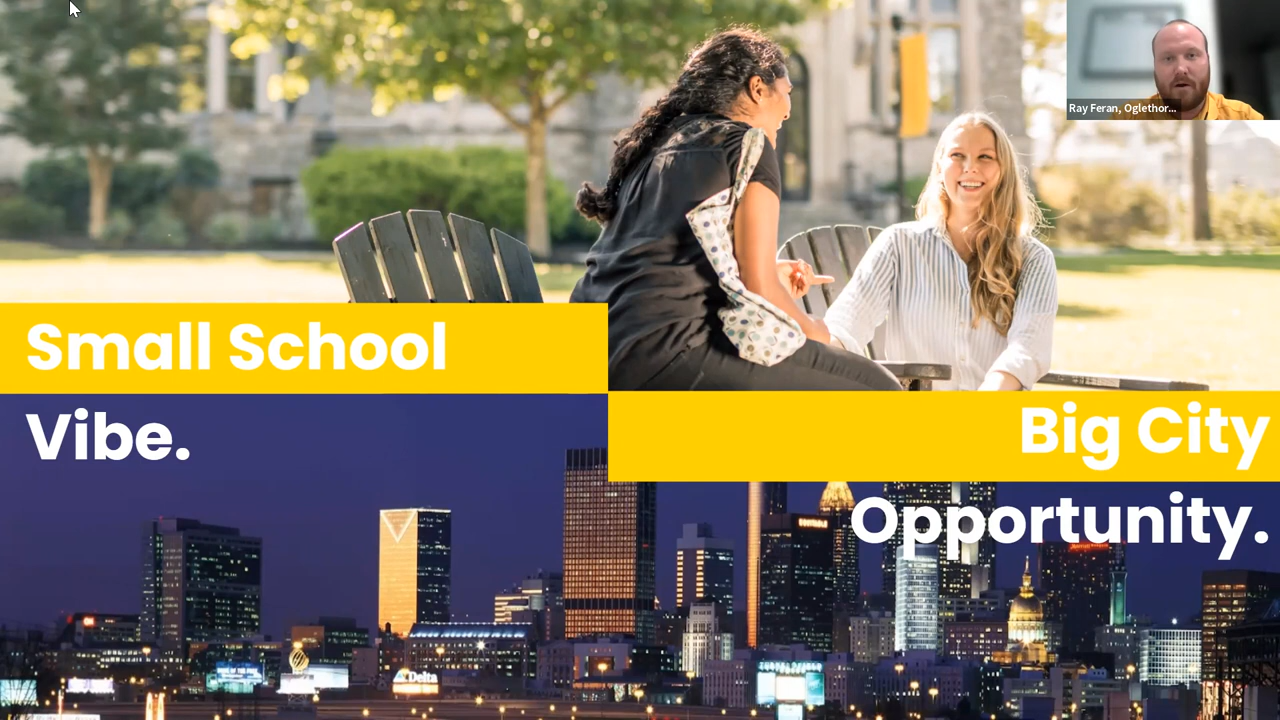 Ray Feran, Oglethor...
Small School
Vibe.
Big City
Opportunity.
Delta